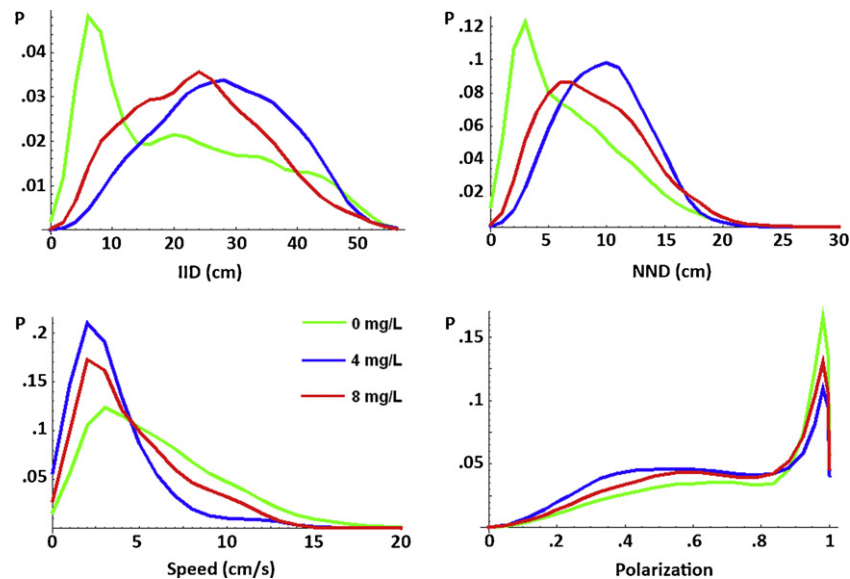 P
.04
.03
.02
.01
0 10 20 30 40 50
IID (cm)
P
.12
.1
.08
.06
.04
.02
0 5 10 15 20 25 30
NND (cm)
P
.2
.15
.1
.05
0 5 10 15 20
Speed (cm/s)
0 mg/L
4 mg/L
8 mg/L
P
.15
.1
.05
0 .2 .4 .6 .8 1
Polarization